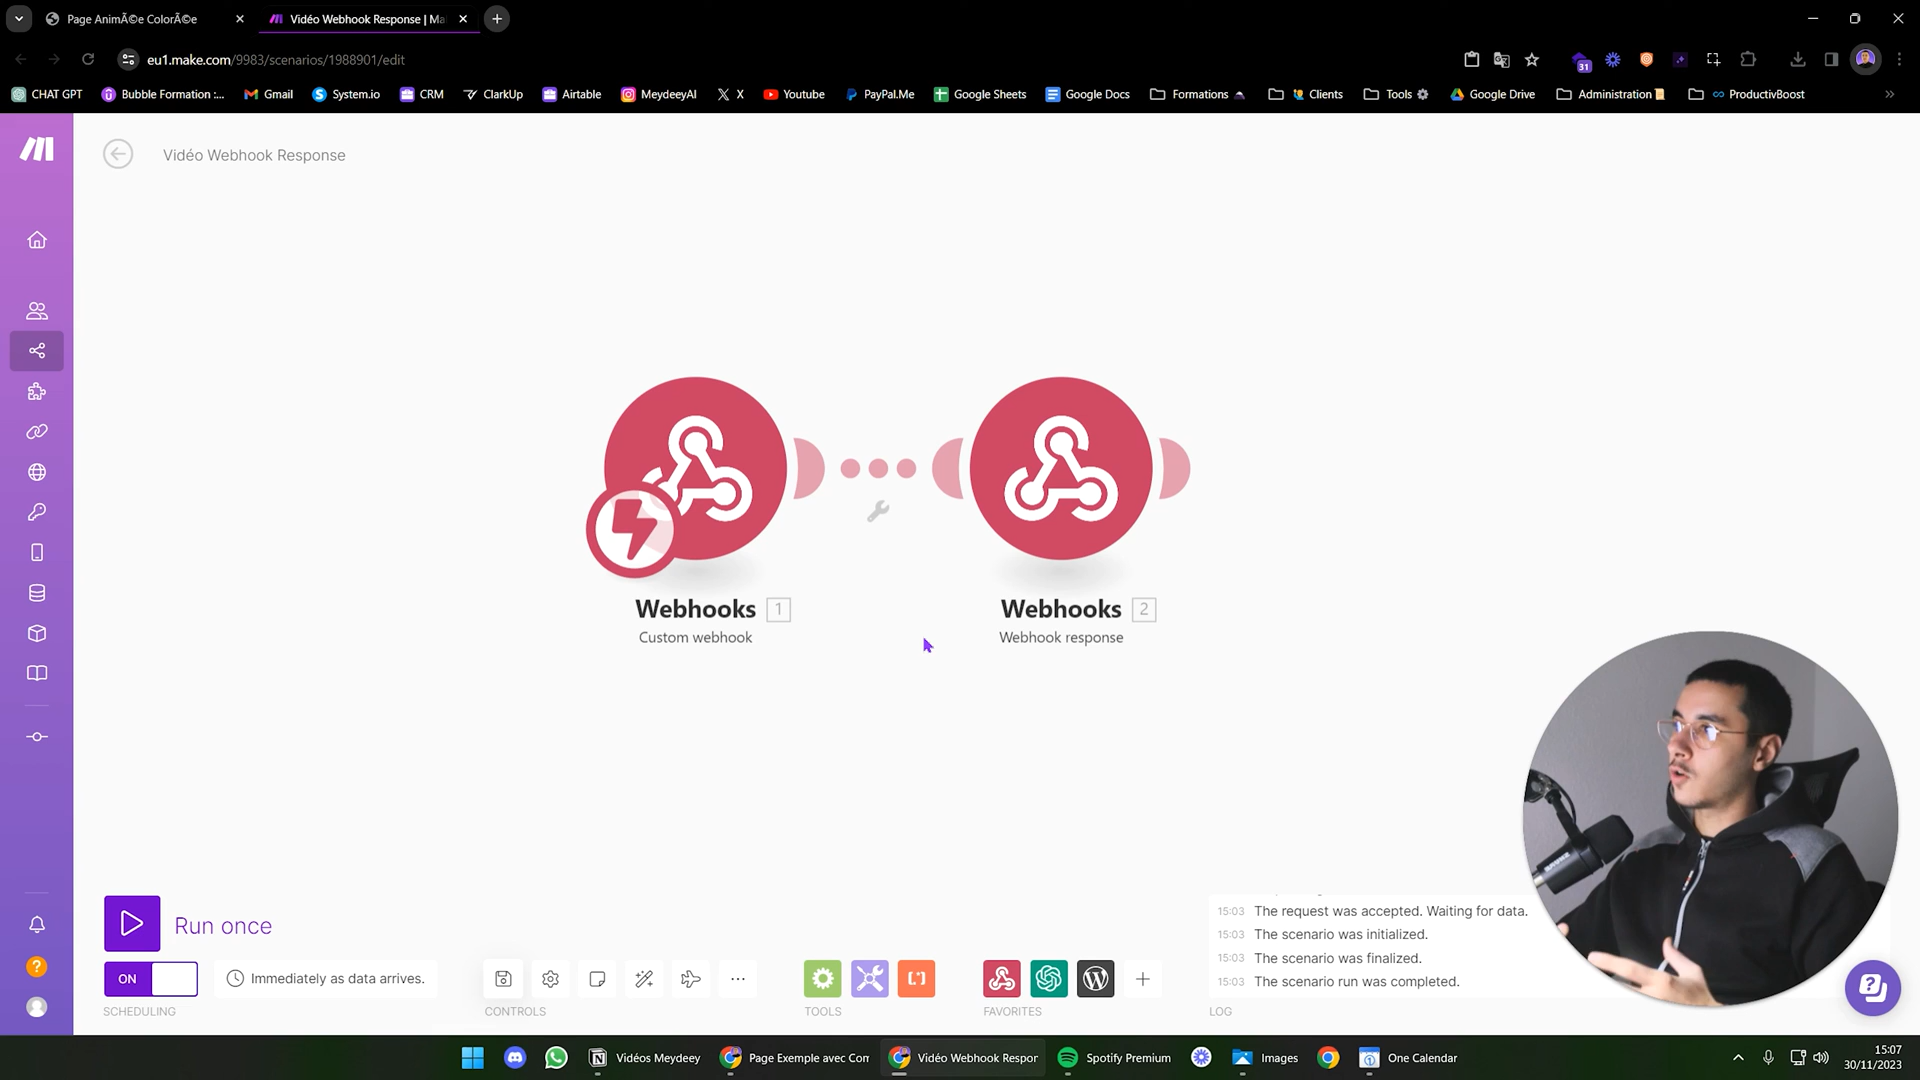 Page AnimÃ©e ColorÃ©e
Vidéo Webhook Response | Ma
eu1.make.com/9983/scenarios/1988901/edit
31
CHAT GPT
Bubble Formation :...
Gmail
System.io
CRM
ClarkUp
Airtable
MeydeeyAI
X
Youtube
PayPal.Me
Google Sheets
Google Docs
Formations
Clients
Tools
Google Drive
Administration
ProductivBoost
Vidéo Webhook Response
Webhooks 1
Custom webhook
Webhooks 2
Webhook response
Run once
ON
Immediately as data arrives.
SCHEDULING
CONTROLS
TOOLS
FAVORITES
15:03 The request was accepted. Waiting for data.
15:03 The scenario was initialized.
15:03 The scenario was finalized.
15:03 The scenario run was completed.
LOG
Vidéos Meydeey
Page Exemple avec Com
Vidéo Webhook Respor
Spotify Premium
Images
One Calendar
15:07
30/11/2023